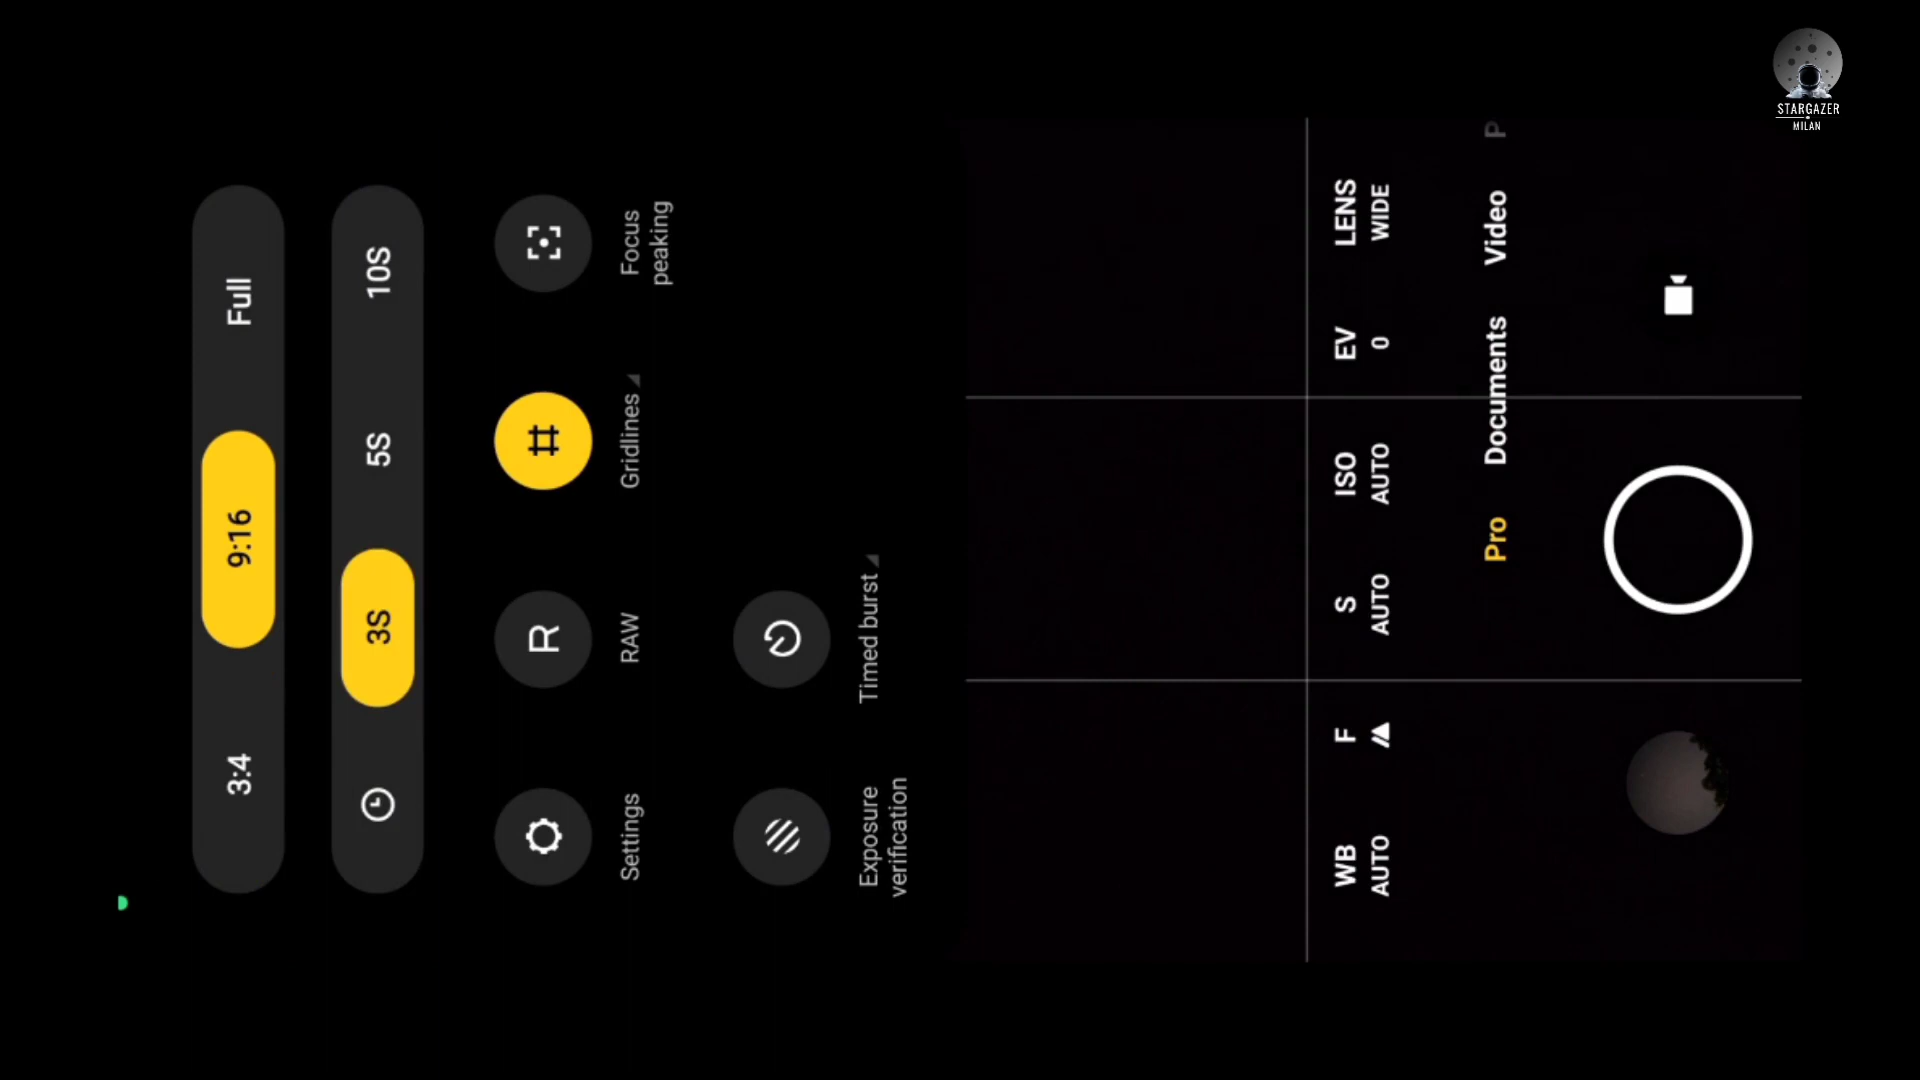 STARGAZER
MILAN
3:4
9:16
Full
3S
5S
10S
Settings
R
RAW
Gridlines
Focus
peaking
Exposure
verification
Timed burst
WB
AUTO
F
S
AUTO
ISO
AUTO
EV
0
LENS
WIDE
Pro
Documents
Video
P